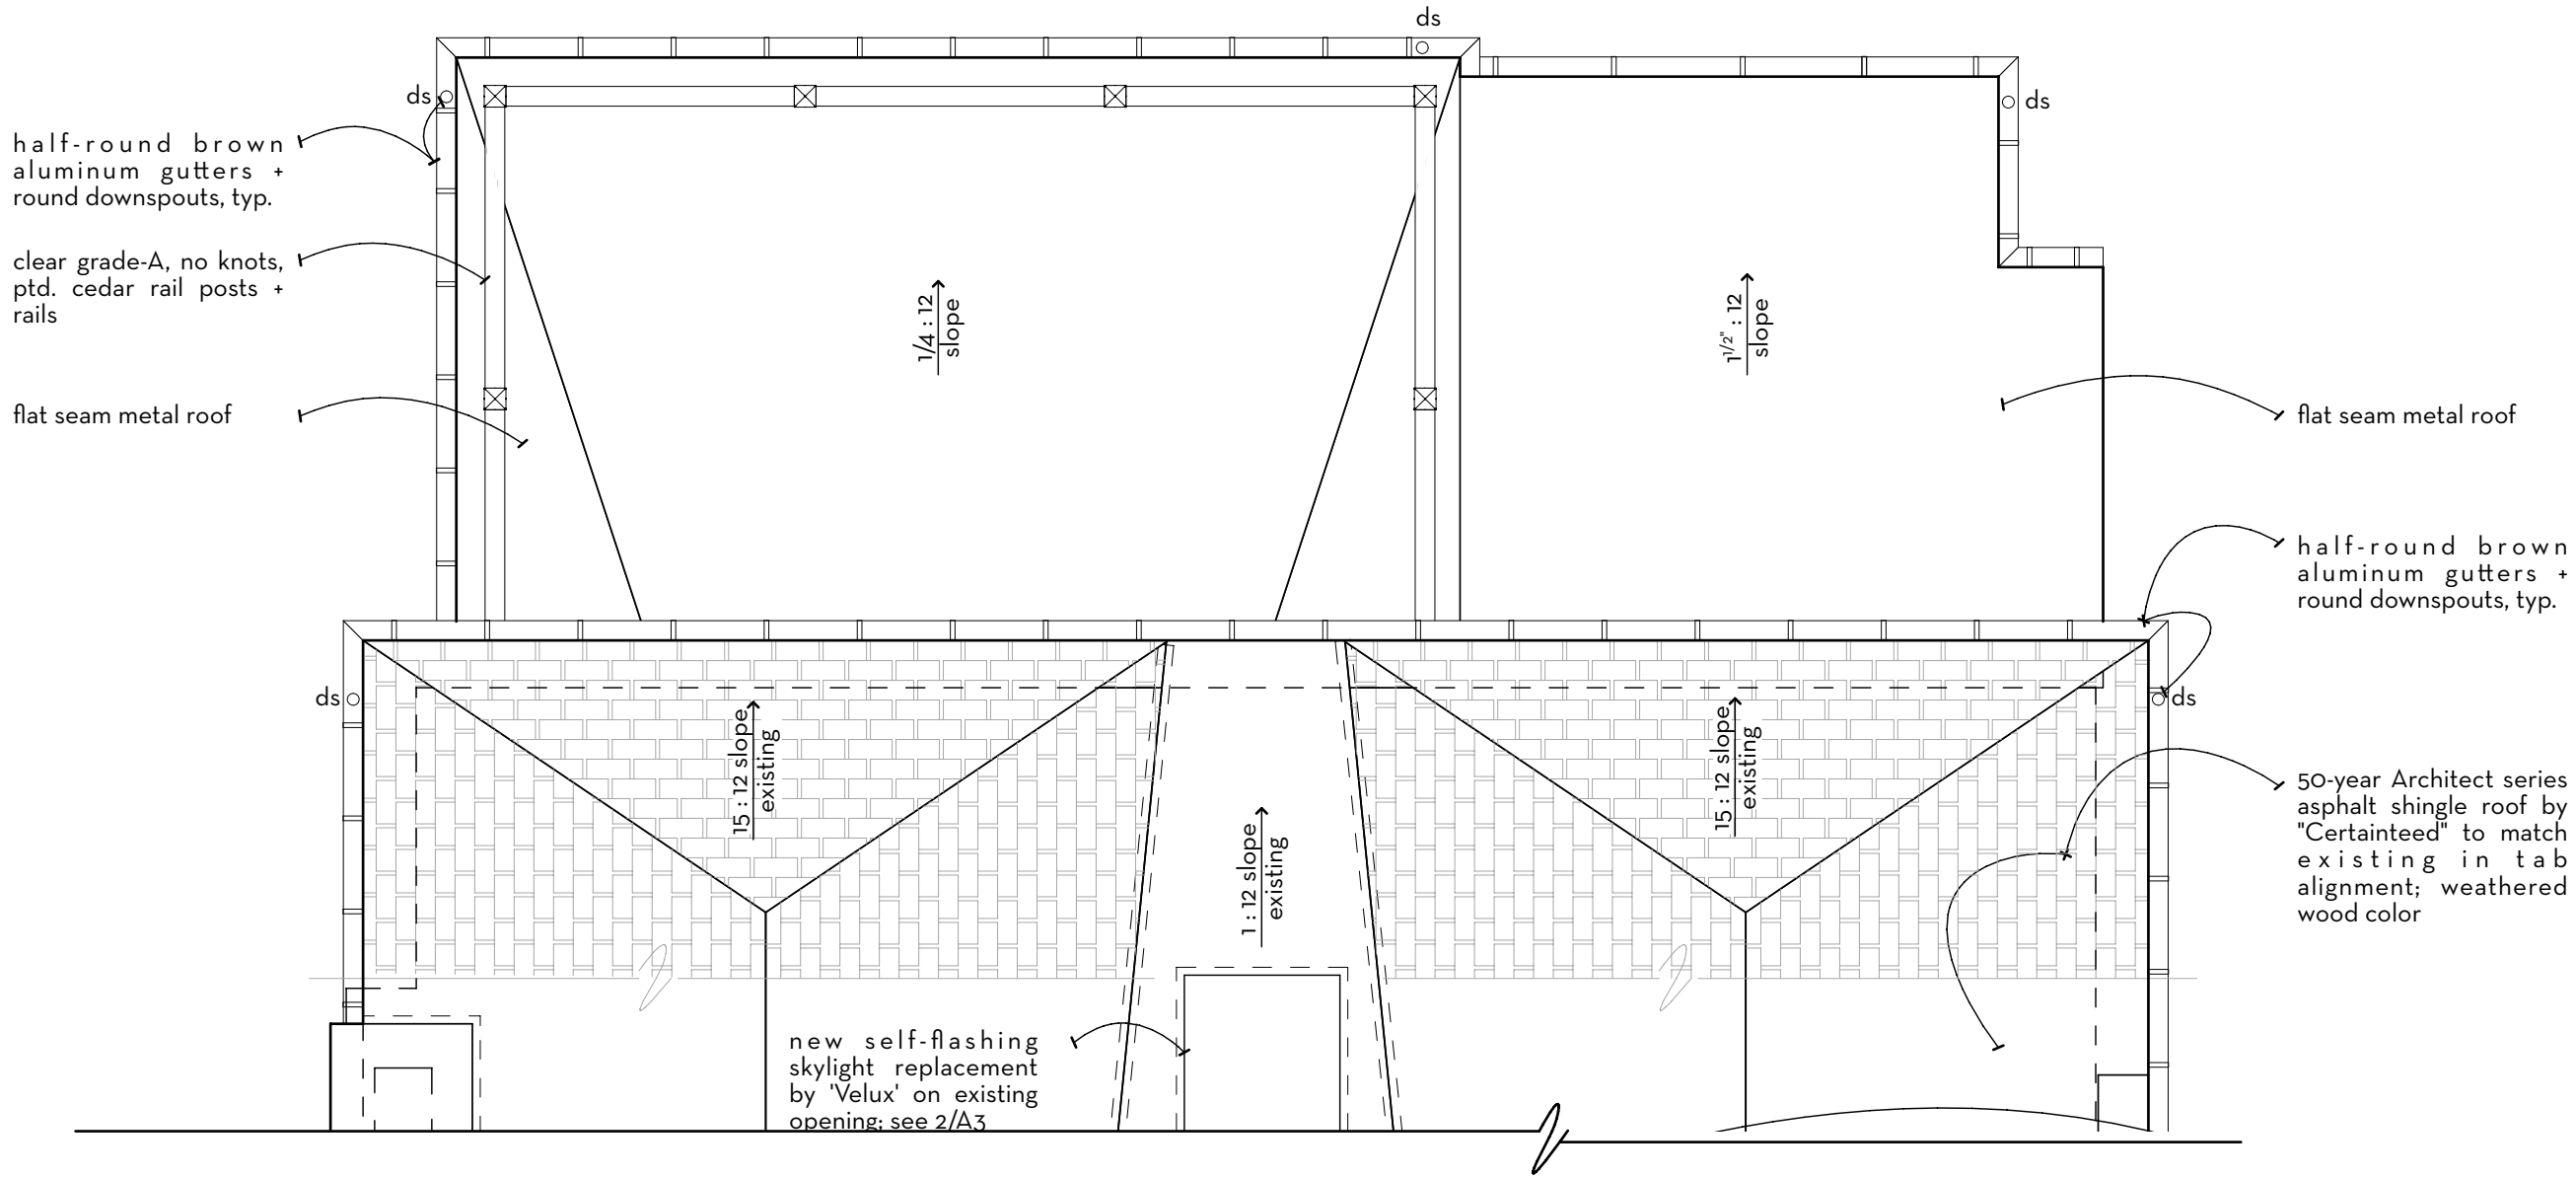 ds
ds
ds
half-round brown
aluminum gutters +
round downspouts, typ.
clear grade-A, no knots,
ptd. cedar rail posts +
rails
flat seam metal roof
1/4 : 12
slope
1 1/2" : 12
slope
flat seam metal roof
half-round brown
aluminum gutters +
round downspouts, typ.
ds
ds
15 : 12 slope
existing
15 : 12 slope
existing
1 : 12 slope
existing
50-year Architect series
asphalt shingle roof by
"Certainteed" to match
existing in tab
alignment; weathered
wood color
new self-flashing
skylight replacement
by 'Velux' on existing
opening; see 2/A3